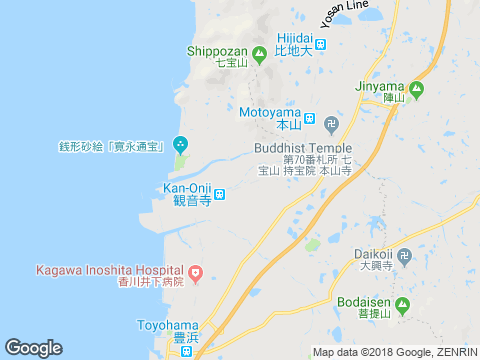 Yosan Line
Hijidai
比地大
Shippozan
七宝山
Jinyama
陣山
Motoyama
本山
銭形砂絵「寛永通宝」
Buddhist Temple
第70番札所 七
宝山 持宝院 本山寺
Kan-Onji
観音寺
Daikoii
大興寺
Kagawa Inoshita Hospital
香川井下病院
Bodaisen
菩提山
Toyohama
豊浜
Google
Map data ©2018 Google, ZENRIN